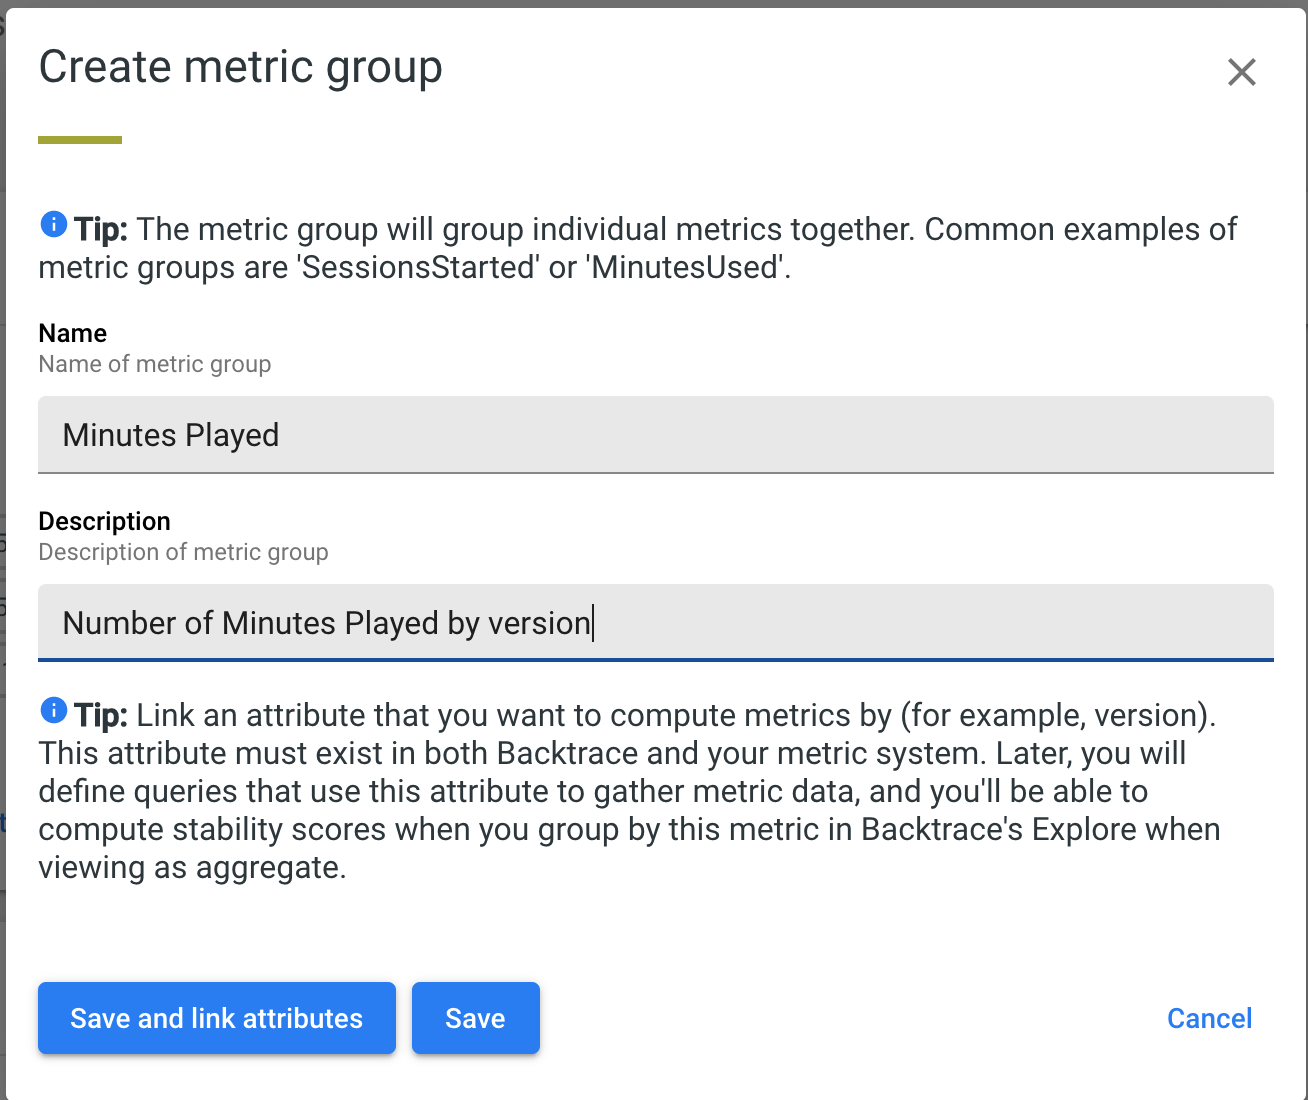 Create metric group
Tip: The metric group will group individual metrics together. Common examples of
metric groups are 'SessionsStarted' or 'MinutesUsed'.
Name
Name of metric group
Minutes Played
Description
Description of metric group
Number of Minutes Played by version
Tip: Link an attribute that you want to compute metrics by (for example, version).
This attribute must exist in both Backtrace and your metric system. Later, you will
define queries that use this attribute to gather metric data, and you'll be able to
compute stability scores when you group by this metric in Backtrace's Explore when
viewing as aggregate.
Save and link attributes
Save
Cancel